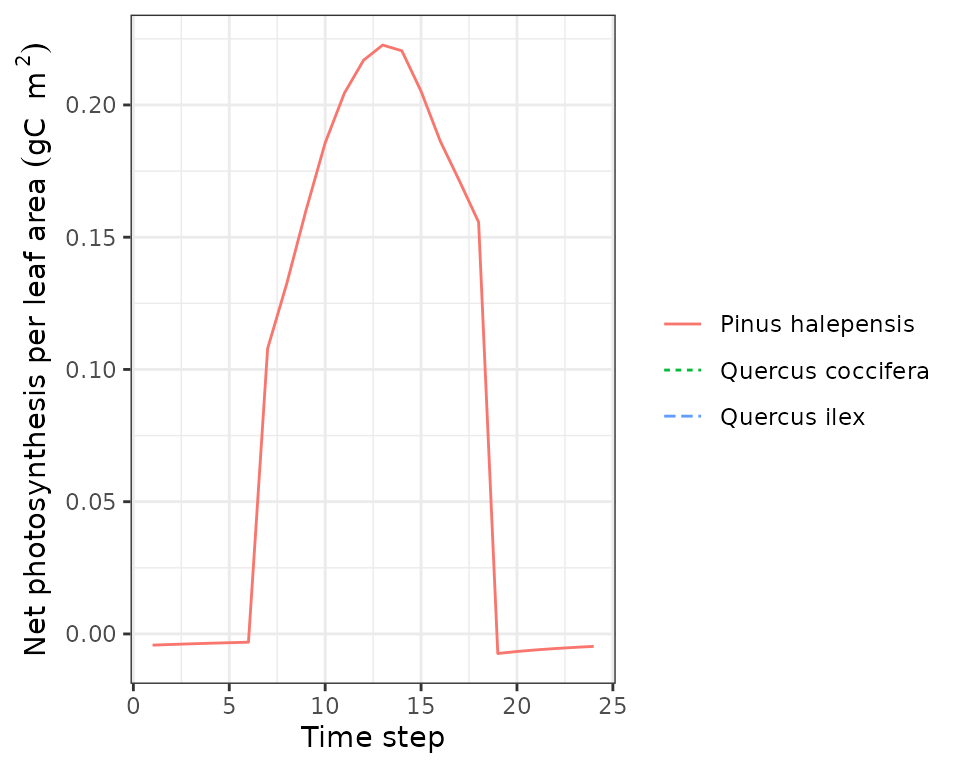 Net photosynthesis per leaf area (gC m²)
0.20
0.15
0.10
0.05
0.00
0 5 10 15 20 25
Time step
Pinus halepensis
Quercus coccifera
Quercus ilex